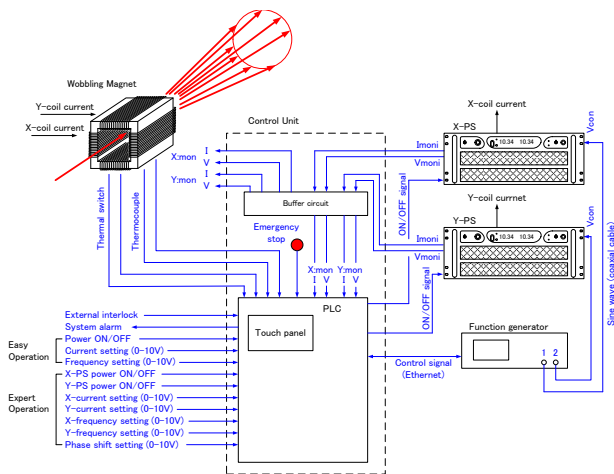 Wobbling Magnet
Y-coil current
X-coil current
Control Unit
X:mon
I
V
Y:mon
I
V
Buffer circuit
Emergency
stop
Thermal switch
Thermocouple
X:mon
I V
Y:mon
I V
PLC
Touch panel
X-coil current
X-PS
10.34 10.34
Imoni
Vmoni
Vcon
ON/OFF signal
Y-coil currnet
Y-PS
10.34 10.34
Imoni
Vmoni
Vcon
ON/OFF signal
Sine wave (coaxial cable)
Function generator
1 2
Control signal
(Ethernet)
External interlock
System alarm
Easy
Operation
Power ON/OFF
Current setting (0-10V)
Frequency setting (0-10V)
Expert
Operation
X-PS power ON/OFF
Y-PS power ON/OFF
X-current setting (0-10V)
Y-current setting (0-10V)
X-frequency setting (0-10V)
Y-frequency setting (0-10V)
Phase shift setting (0-10V)